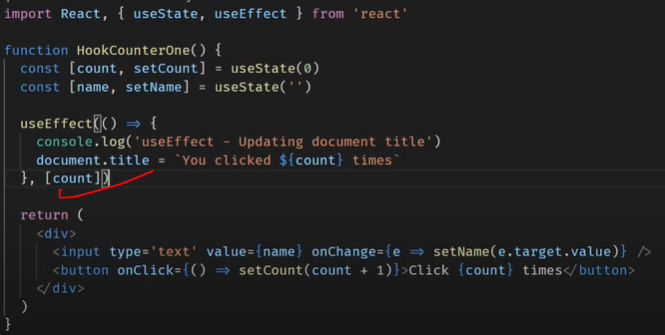 import React, { useState, useEffect } from 'react'
function HookCounterOne() {
const [count, setCount] = useState(0)
const [name, setName] = useState('')
useEffect(() => {
console.log('useEffect - Updating document title')
document.title = `You clicked ${count} times`
}, [count])
return (
<div>
<input type='text' value={name} onChange={e => setName(e.target.value)} />
<button onClick={() => setCount(count + 1)}>Click {count} times</button>
</div>
)
}